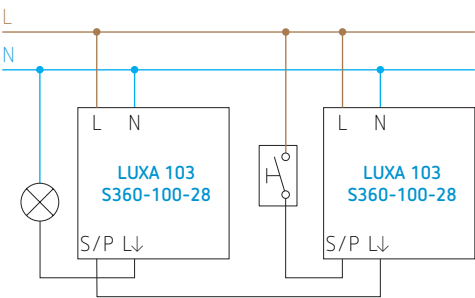 L
N
L N
LUXA 103
S360-100-28
S/P L↓
L N
LUXA 103
S360-100-28
S/P L↓